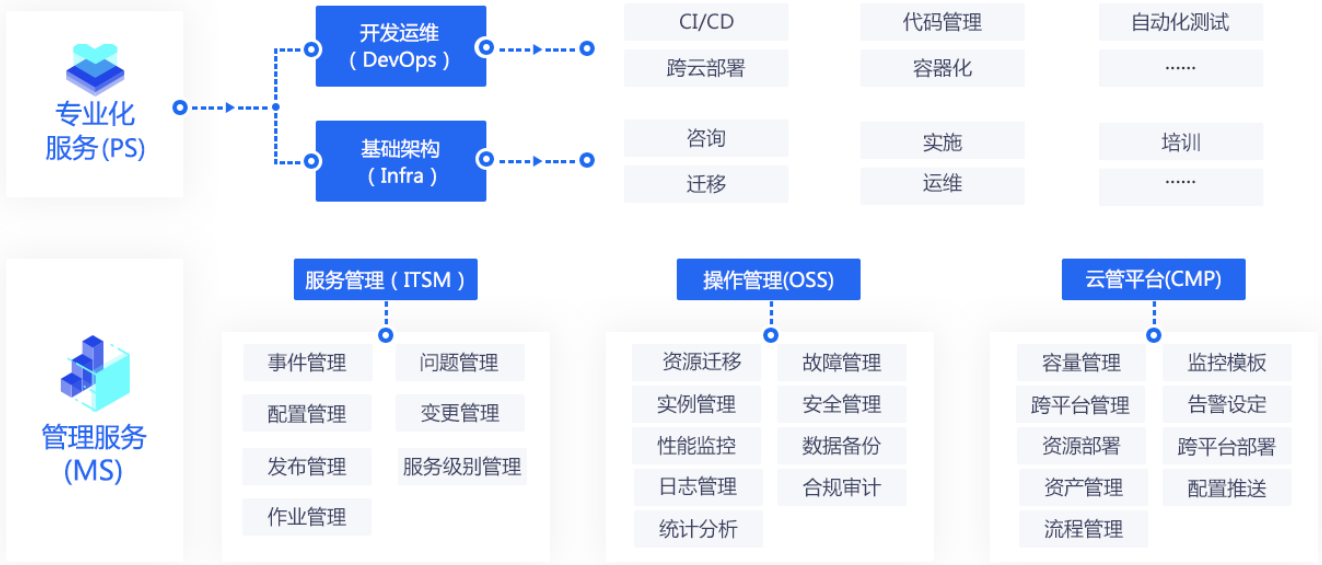 专业化
服务(PS)
开发运维
（DevOps）
CI/CD
代码管理
自动化测试
跨云部署
容器化
……
基础架构
（Infra）
咨询
实施
培训
迁移
运维
……
管理服务
(MS)
服务管理（ITSM）
事件管理
问题管理
配置管理
变更管理
发布管理
服务级别管理
作业管理
操作管理(OSS)
资源迁移
故障管理
实例管理
安全管理
性能监控
数据备份
日志管理
合规审计
统计分析
云管平台(CMP)
容量管理
监控模板
跨平台管理
告警设定
资源部署
跨平台部署
资产管理
配置推送
流程管理